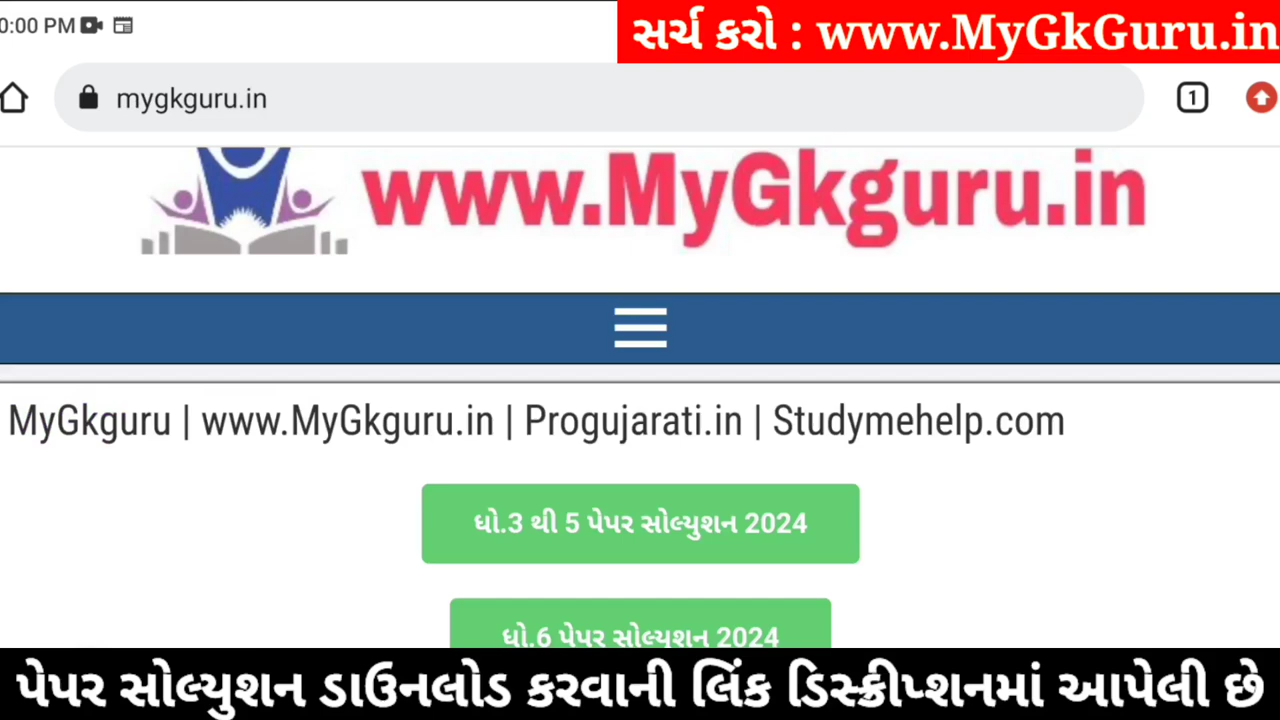 0:00 PM
સર્ચ કરો : www.MyGkGuru.in
mygkguru.in
1
www.MyGkguru.in
MyGkguru | www.MyGkguru.in | Progujarati.in | Studymehelp.com
ધો.3 થી 5 પેપર સોલ્યુશન 2024
ધો.6 પેપર સોલ્યુશન 2024
પેપર સોલ્યુશન ડાઉનલોડ કરવાની લિંક ડિસ્ક્રીપ્શનમાં આપેલી છે